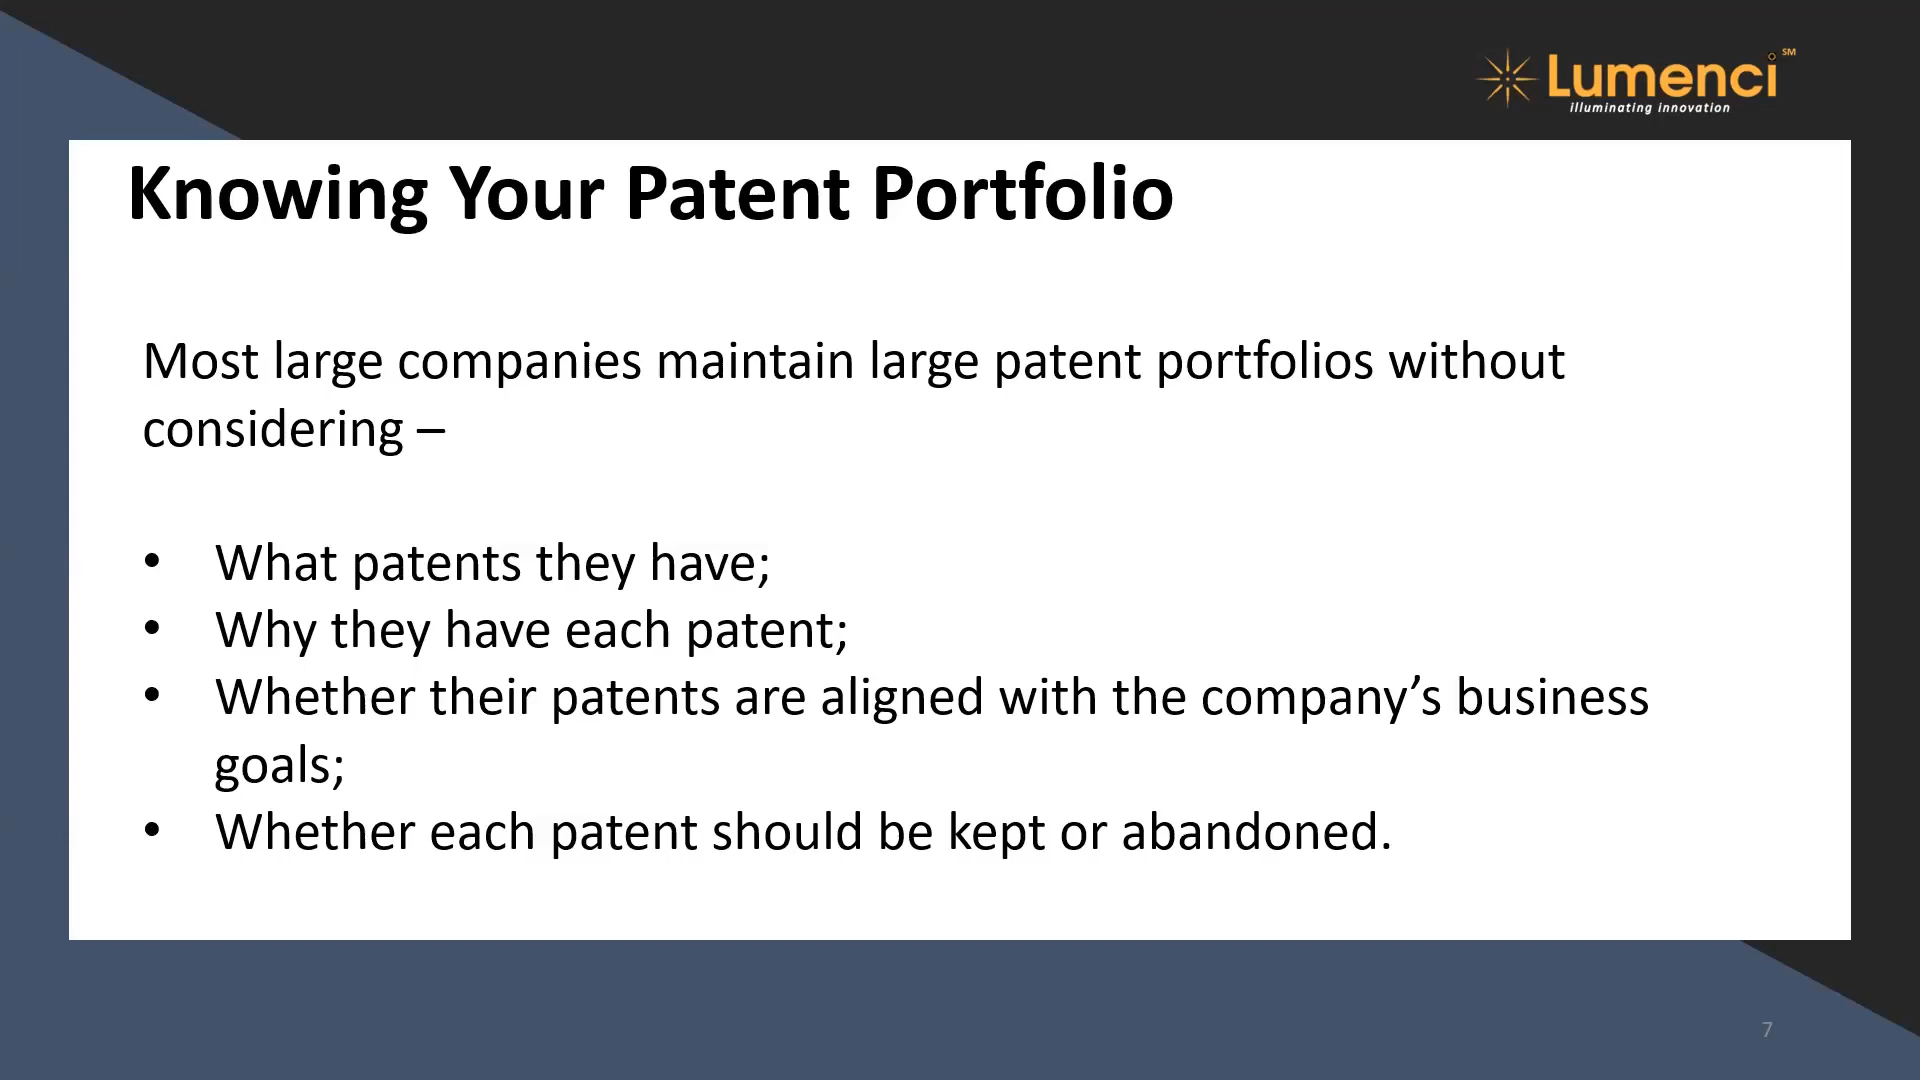 Lumenci SM
illuminating innovation
Knowing Your Patent Portfolio
Most large companies maintain large patent portfolios without
considering –
• What patents they have;
• Why they have each patent;
• Whether their patents are aligned with the company’s business
goals;
• Whether each patent should be kept or abandoned.
7